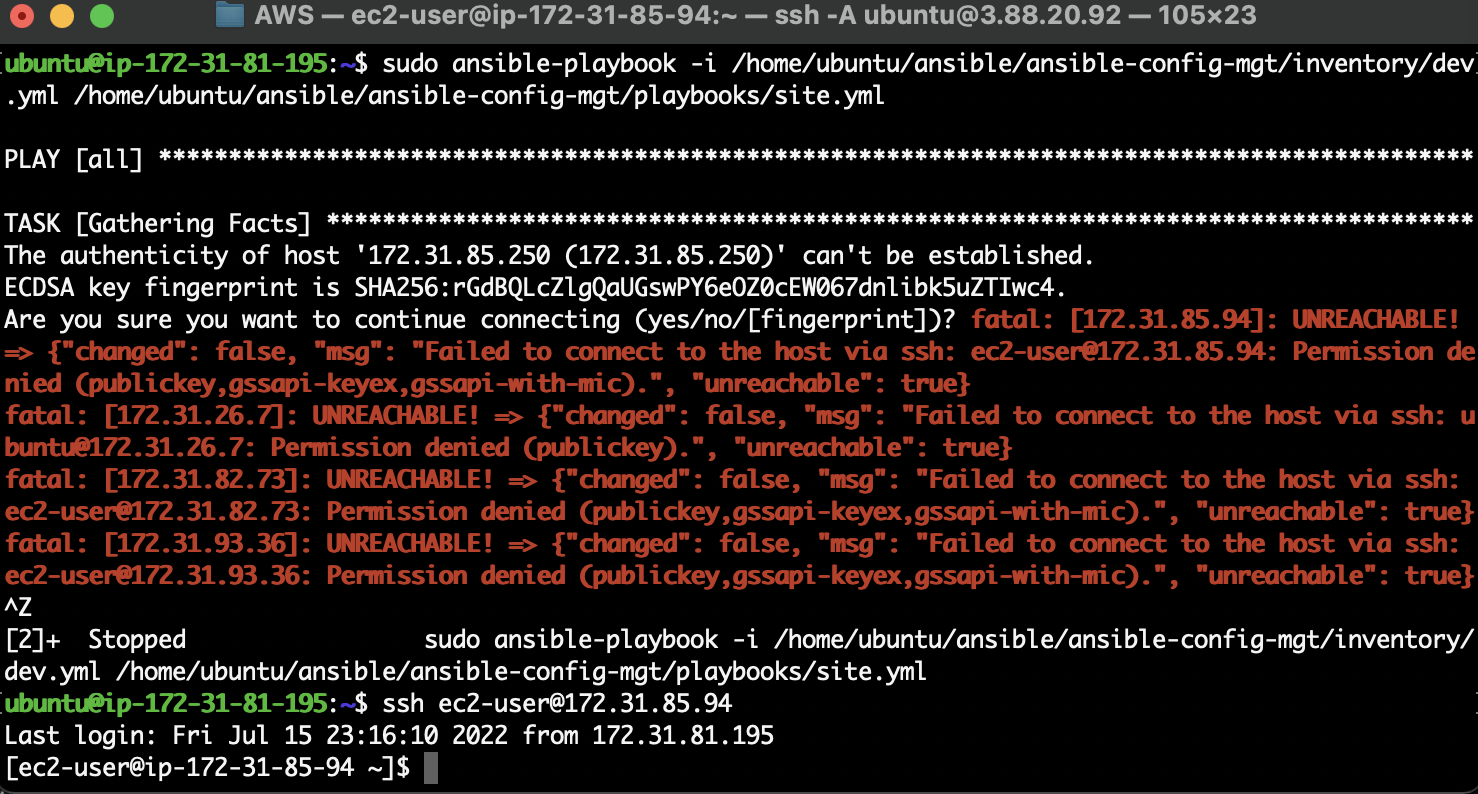 AWS — ec2-user@ip-172-31-85-94:~ — ssh -A ubuntu@3.88.20.92 — 105×23
ubuntu@ip-172-31-81-195:~$ sudo ansible-playbook -i /home/ubuntu/ansible/ansible-config-mgt/inventory/dev
.yml /home/ubuntu/ansible/ansible-config-mgt/playbooks/site.yml
PLAY [all] **********************************************************************************************
TASK [Gathering Facts] **********************************************************************************
The authenticity of host '172.31.85.250 (172.31.85.250)' can't be established.
ECDSA key fingerprint is SHA256:rGdBQLcZlgQaUGswPY6eOZ0cEW067dnlibk5uZTIwc4.
Are you sure you want to continue connecting (yes/no/[fingerprint])? fatal: [172.31.85.94]: UNREACHABLE!
=> {"changed": false, "msg": "Failed to connect to the host via ssh: ec2-user@172.31.85.94: Permission de
nied (publickey,gssapi-keyex,gssapi-with-mic).", "unreachable": true}
fatal: [172.31.26.7]: UNREACHABLE! => {"changed": false, "msg": "Failed to connect to the host via ssh: u
buntu@172.31.26.7: Permission denied (publickey).", "unreachable": true}
fatal: [172.31.82.73]: UNREACHABLE! => {"changed": false, "msg": "Failed to connect to the host via ssh:
ec2-user@172.31.82.73: Permission denied (publickey,gssapi-keyex,gssapi-with-mic).", "unreachable": true}
fatal: [172.31.93.36]: UNREACHABLE! => {"changed": false, "msg": "Failed to connect to the host via ssh:
ec2-user@172.31.93.36: Permission denied (publickey,gssapi-keyex,gssapi-with-mic).", "unreachable": true}
^Z
[2]+  Stopped                 sudo ansible-playbook -i /home/ubuntu/ansible/ansible-config-mgt/inventory/
dev.yml /home/ubuntu/ansible/ansible-config-mgt/playbooks/site.yml
ubuntu@ip-172-31-81-195:~$ ssh ec2-user@172.31.85.94
Last login: Fri Jul 15 23:16:10 2022 from 172.31.81.195
[ec2-user@ip-172-31-85-94 ~]$